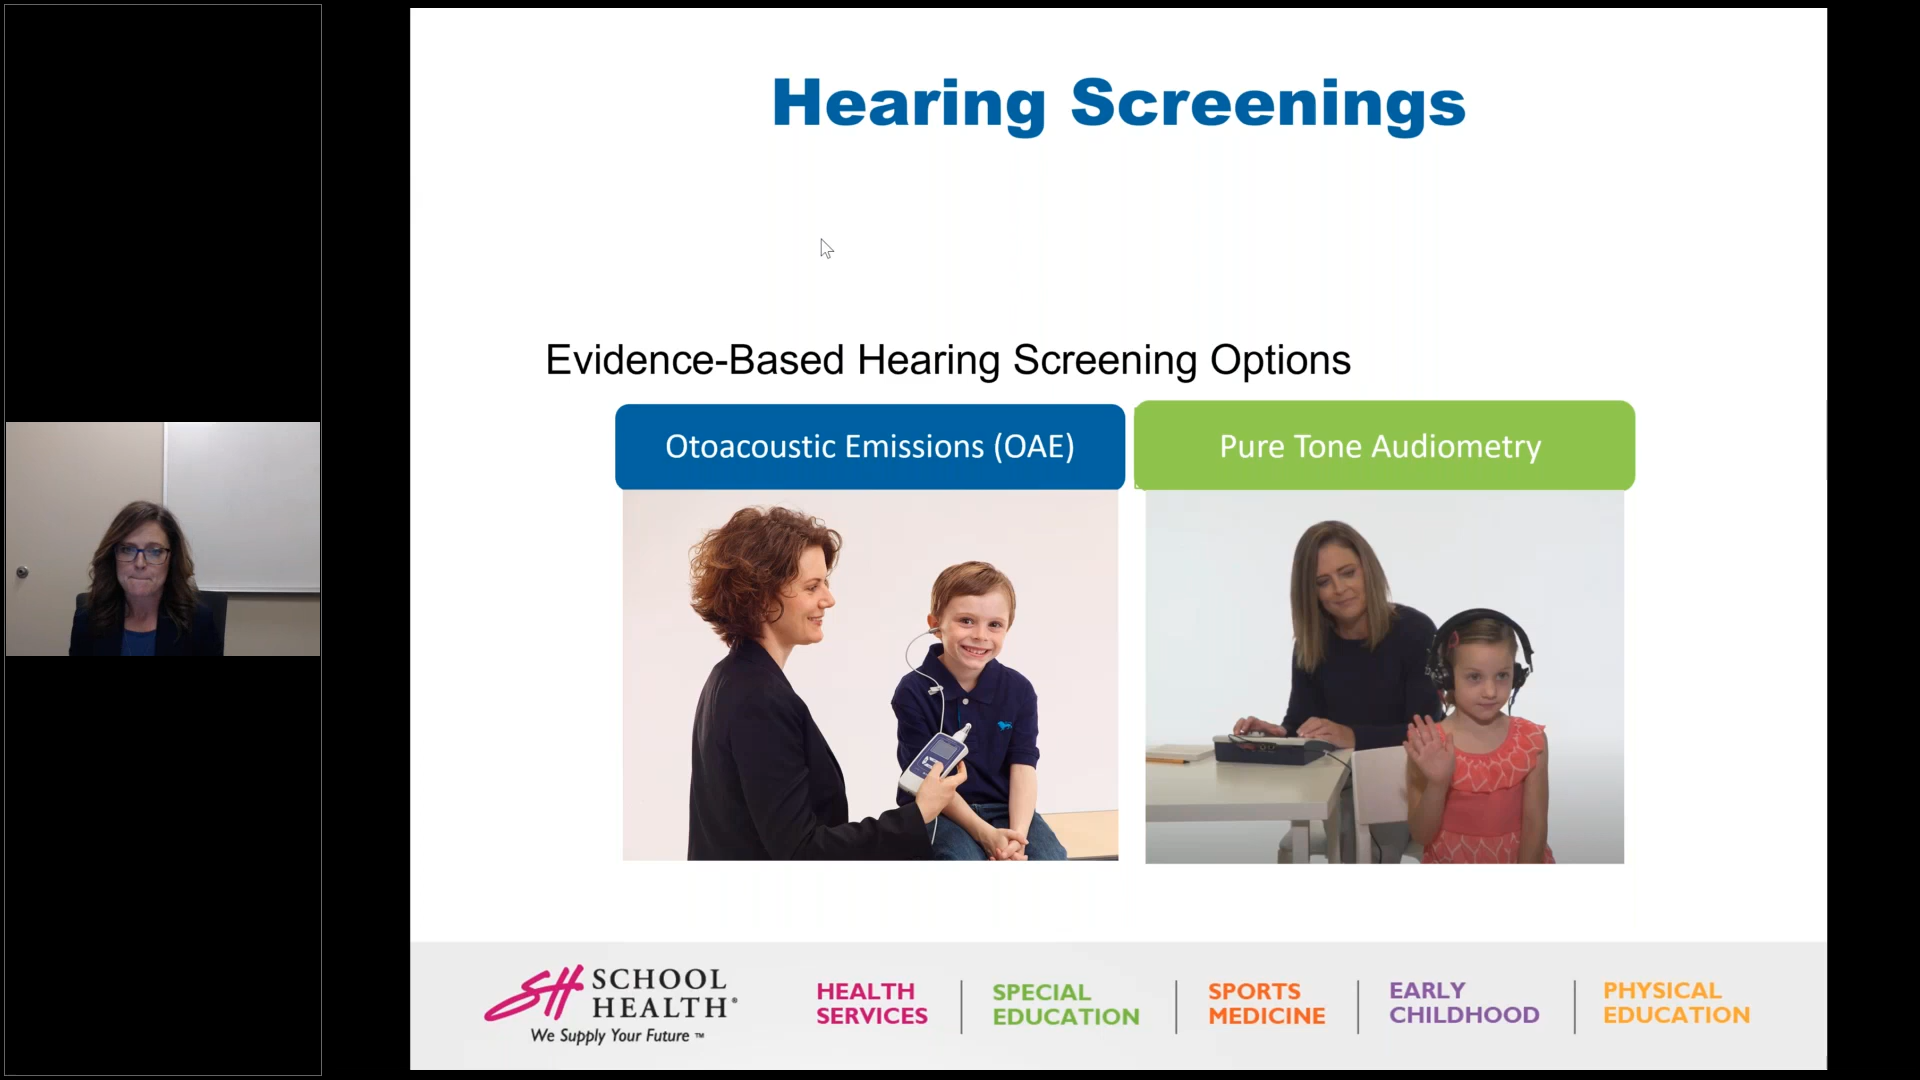 Hearing Screenings
Evidence-Based Hearing Screening Options
Otoacoustic Emissions (OAE)
Pure Tone Audiometry
SCHOOL
HEALTH®
We Supply Your Future ™
HEALTH
SERVICES
SPECIAL
EDUCATION
SPORTS
MEDICINE
EARLY
CHILDHOOD
PHYSICAL
EDUCATION